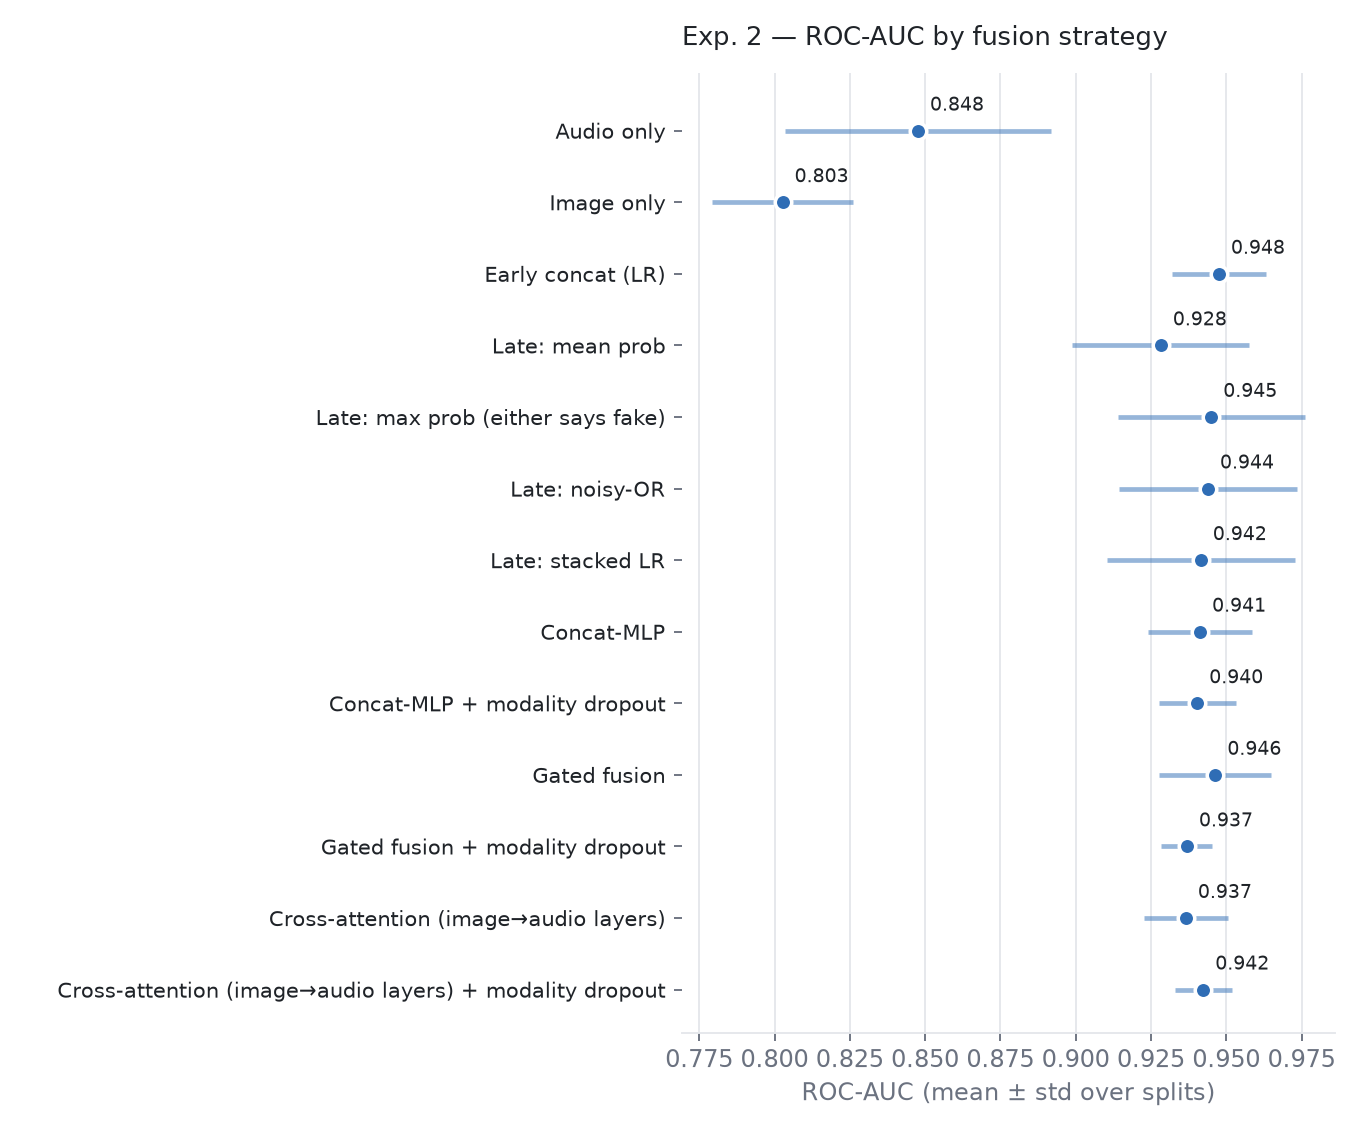 Exp. 2 — ROC-AUC by fusion strategy
0.848
Audio only
0.803
Image only
0.948
Early concat (LR)
0.928
Late: mean prob
0.945
Late: max prob (either says fake)
0.944
Late: noisy-OR
0.942
Late: stacked LR
0.941
Concat-MLP
0.940
Concat-MLP + modality dropout
0.946
Gated fusion
0.937
Gated fusion + modality dropout
0.937
Cross-attention (image→audio layers)
0.942
Cross-attention (image→audio layers) + modality dropout
0.775 0.800 0.825 0.850 0.875 0.900 0.925 0.950 0.975
ROC-AUC (mean ± std over splits)